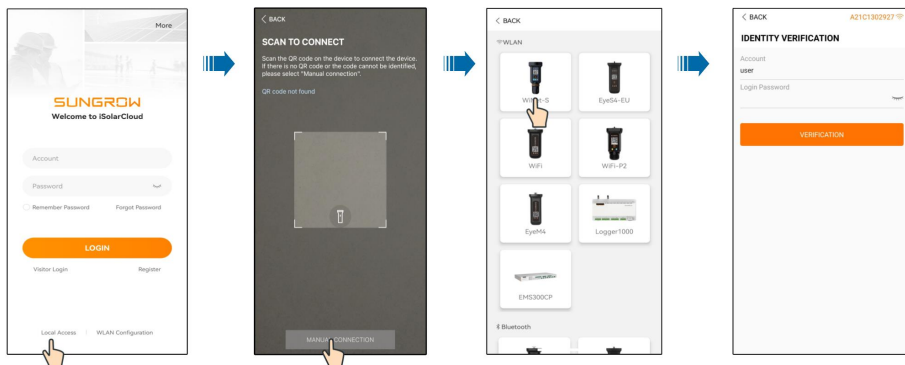 More
SUNGROW
Welcome to iSolarCloud
Account
Password
Remember Password Forgot Password
LOGIN
Visitor Login Register
Local Access WLAN Configuration
BACK
SCAN TO CONNECT
Scan the QR code on the device to connect the device.
If there is no QR code or the code cannot be identified,
please select "Manual connection".
QR code not found
MANUAL CONNECTION
BACK
WLAN
WiNet-S EyeS4-EU
WiFi WiFi-P2
EyeM4 Logger1000
EMS300CP
Bluetooth
BACK A21C1302927
IDENTITY VERIFICATION
Account
user
Login Password
VERIFICATION